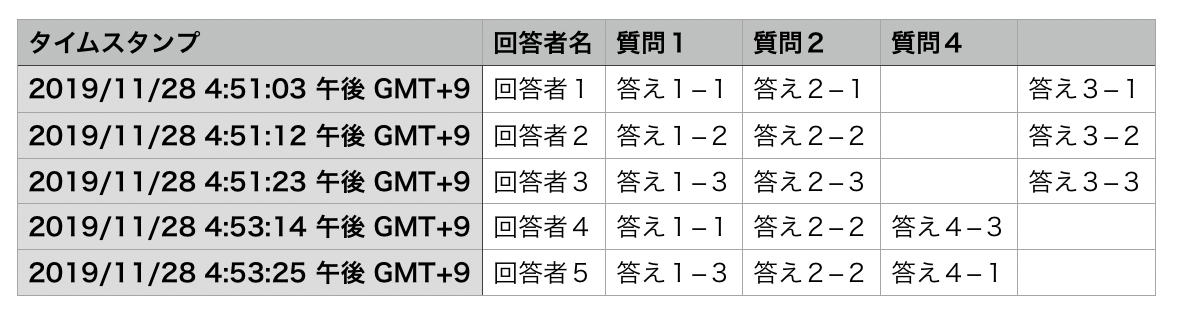 タイムスタンプ 回答者名 質問１ 質問２ 質問４
2019/11/28 4:51:03 午後 GMT+9 回答者１ 答え１−１ 答え２−１ 答え３−１
2019/11/28 4:51:12 午後 GMT+9 回答者２ 答え１−２ 答え２−２ 答え３−２
2019/11/28 4:51:23 午後 GMT+9 回答者３ 答え１−３ 答え２−３ 答え３−３
2019/11/28 4:53:14 午後 GMT+9 回答者４ 答え１−１ 答え２−２ 答え４−３
2019/11/28 4:53:25 午後 GMT+9 回答者５ 答え１−３ 答え２−２ 答え４−１